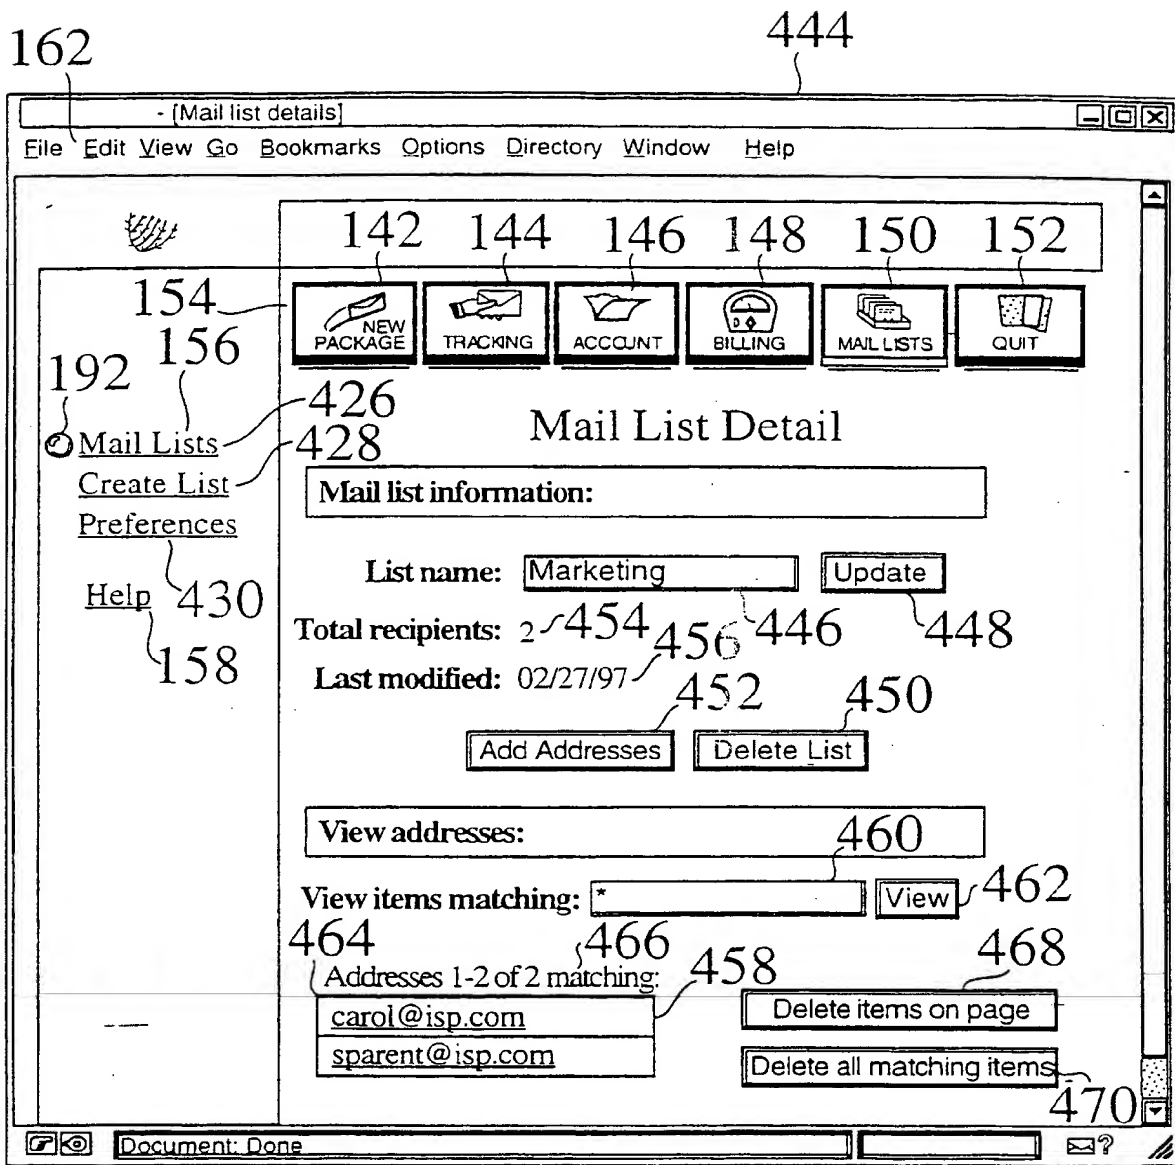 444
162
- [Mail list details]
File Edit View Go Bookmarks Options Directory Window Help
142 144 146 148 150 152
154
NEW PACKAGE TRACKING ACCOUNT BILLING MAIL LISTS QUIT
156
192
426
Mail Lists
Mail List Detail
428
Create List
Mail list information:
Preferences
List name: Marketing Update
Help 430
Total recipients: 2 454 446 448
158
456
Last modified: 02/27/97
452 450
Add Addresses Delete List
View addresses: 460
View items matching: * View 462
464 466 458 468
Addresses 1-2 of 2 matching:
carol@isp.com Delete items on page
sparent@isp.com Delete all matching items
470
Document: Done ?